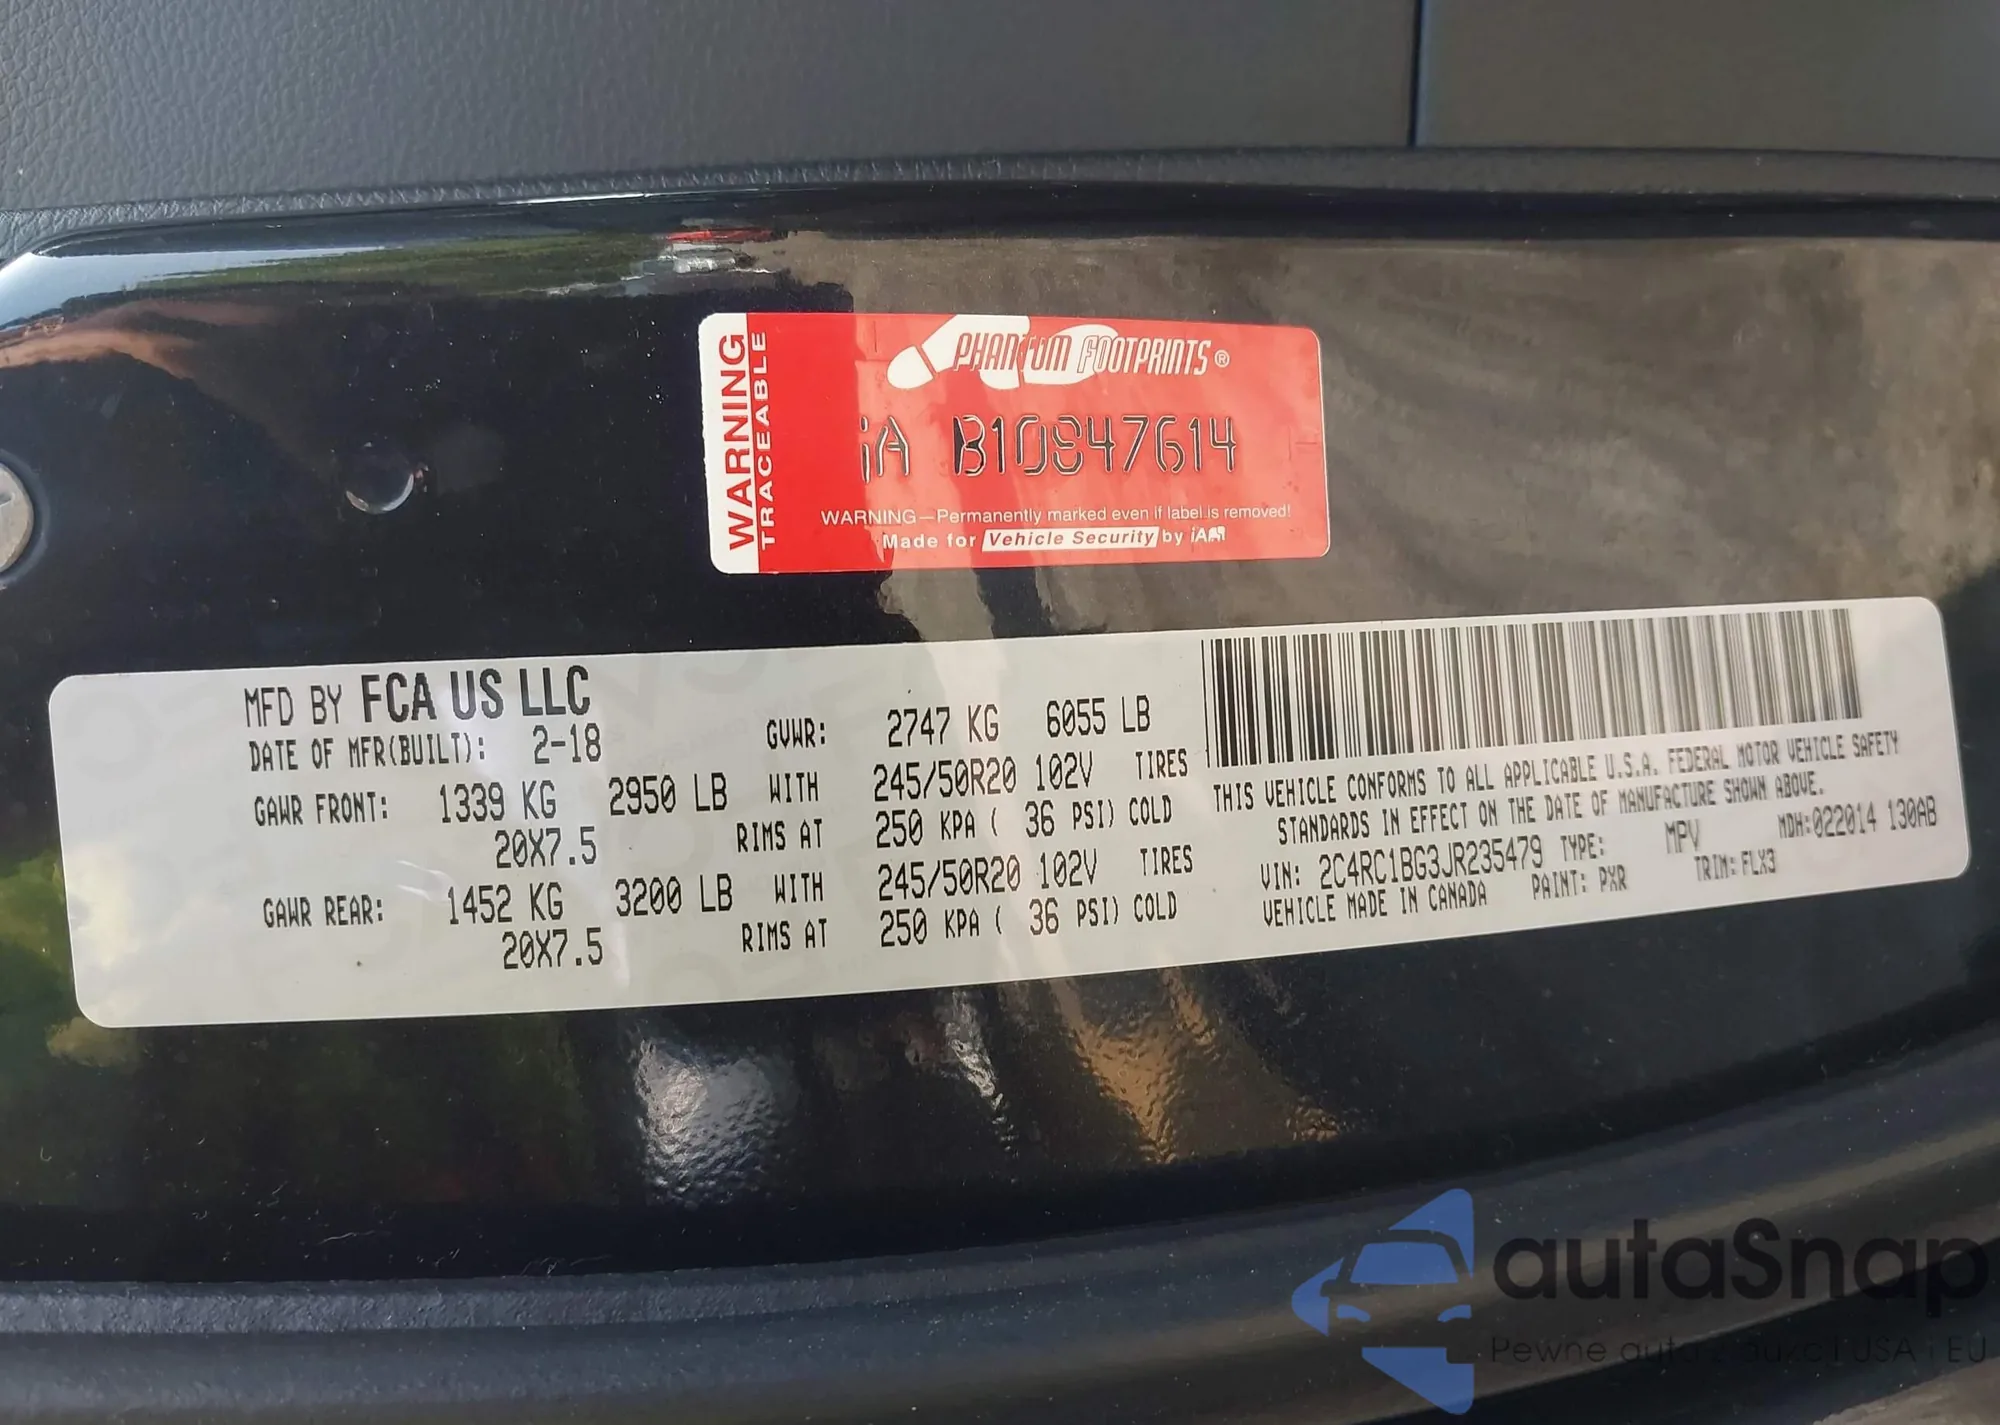 WARNING
TRACEABLE
PHANTOM FOOTPRINTS®
iA B10847614
WARNING—Permanently marked even if label is removed!
Made for Vehicle Security by iAA
MFD BY FCA US LLC
DATE OF MFR(BUILT): 2-18
GVWR: 2747 KG 6055 LB
GAWR FRONT: 1339 KG 2950 LB WITH 245/50R20 102V TIRES
20X7.5 RIMS AT 250 KPA ( 36 PSI) COLD
GAWR REAR: 1452 KG 3200 LB WITH 245/50R20 102V TIRES
20X7.5 RIMS AT 250 KPA ( 36 PSI) COLD
THIS VEHICLE CONFORMS TO ALL APPLICABLE U.S.A. FEDERAL MOTOR VEHICLE SAFETY
STANDARDS IN EFFECT ON THE DATE OF MANUFACTURE SHOWN ABOVE.
VIN: 2C4RC1BG3JR235479 TYPE: MPV MDH:022014 130AB
VEHICLE MADE IN CANADA PAINT: PXR TRIM: FLX3
autaSnap
Pewne auta z aukcji USA i EU